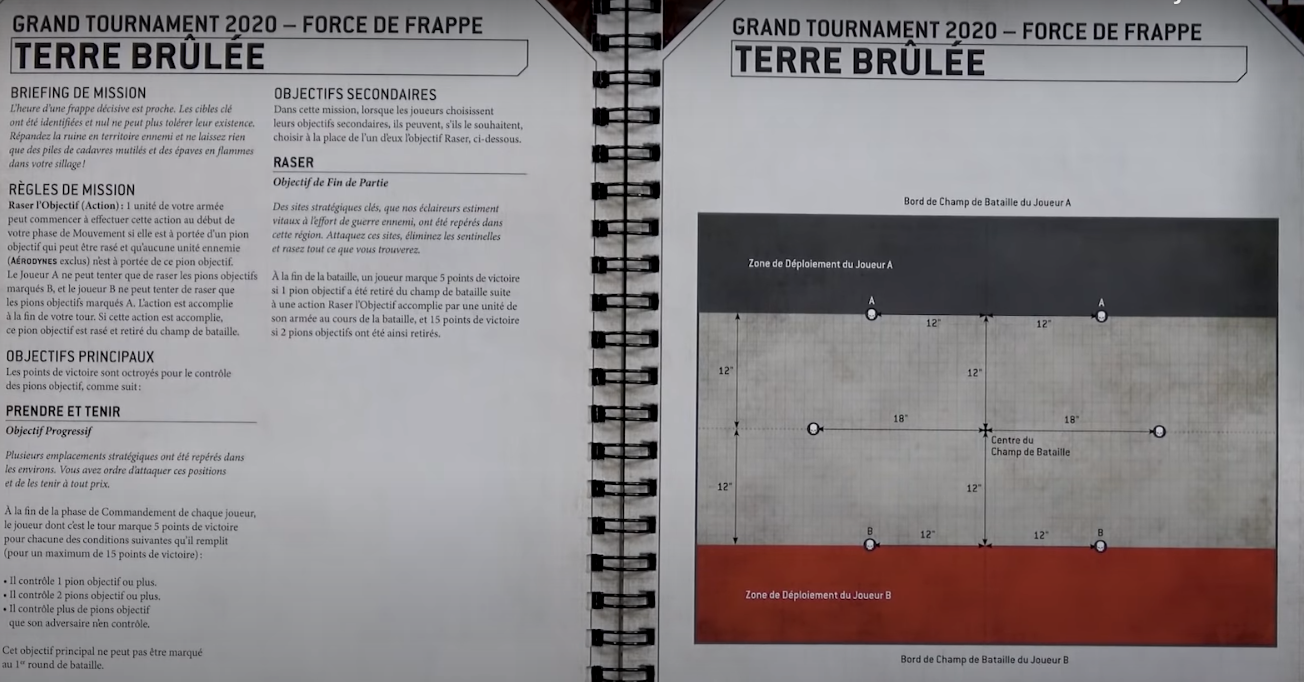 GRAND TOURNAMENT 2020 – FORCE DE FRAPPE
TERRE BRÛLÉE
BRIEFING DE MISSION
L'heure d'une frappe décisive est proche. Les cibles clé
ont été identifiées et nul ne peut plus tolérer leur existence.
Répandez la ruine en territoire ennemi et ne laissez rien
que des piles de cadavres mutilés et des épaves en flammes
dans votre sillage !
RÈGLES DE MISSION
Raser l'Objectif (Action) : 1 unité de votre armée
peut commencer à effectuer cette action au début de
votre phase de Mouvement si elle est à portée d'un pion
objectif qui peut être rasé et qu'aucune unité ennemie
(AÉRODYNES exclus) n'est à portée de ce pion objectif.
Le Joueur A ne peut tenter que de raser les pions objectifs
marqués B, et le joueur B ne peut tenter de raser que
les pions objectifs marqués A. L'action est accomplie
à la fin de votre tour. Si cette action est accomplie,
ce pion objectif est rasé et retiré du champ de bataille.
OBJECTIFS PRINCIPAUX
Les points de victoire sont octroyés pour le contrôle
des pions objectif, comme suit :
PRENDRE ET TENIR
Objectif Progressif
Plusieurs emplacements stratégiques ont été repérés dans
les environs. Vous avez ordre d'attaquer ces positions
et de les tenir à tout prix.
À la fin de la phase de Commandement de chaque joueur,
le joueur dont c'est le tour marque 5 points de victoire
pour chacune des conditions suivantes qu'il remplit
(pour un maximum de 15 points de victoire) :
• Il contrôle 1 pion objectif ou plus.
• Il contrôle 2 pions objectif ou plus.
• Il contrôle plus de pions objectif
que son adversaire n'en contrôle.
Cet objectif principal ne peut pas être marqué
au 1er round de bataille.
OBJECTIFS SECONDAIRES
Dans cette mission, lorsque les joueurs choisissent
leurs objectifs secondaires, ils peuvent, s'ils le souhaitent,
choisir à la place de l'un d'eux l'objectif Raser, ci-dessous.
RASER
Objectif de Fin de Partie
Des sites stratégiques clés, que nos éclaireurs estiment
vitaux à l'effort de guerre ennemi, ont été repérés dans
cette région. Attaquez ces sites, éliminez les sentinelles
et rasez tout ce que vous trouverez.
À la fin de la bataille, un joueur marque 5 points de victoire
si 1 pion objectif a été retiré du champ de bataille suite
à une action Raser l'Objectif accomplie par une unité de
son armée au cours de la bataille, et 15 points de victoire
si 2 pions objectifs ont été ainsi retirés.
GRAND TOURNAMENT 2020 – FORCE DE FRAPPE
TERRE BRÛLÉE
Bord de Champ de Bataille du Joueur A
Zone de Déploiement du Joueur A
A
A
12"
12"
12"
12"
18"
18"
Centre du
Champ de Bataille
12"
12"
B
B
12"
12"
Zone de Déploiement du Joueur B
Bord de Champ de Bataille du Joueur B